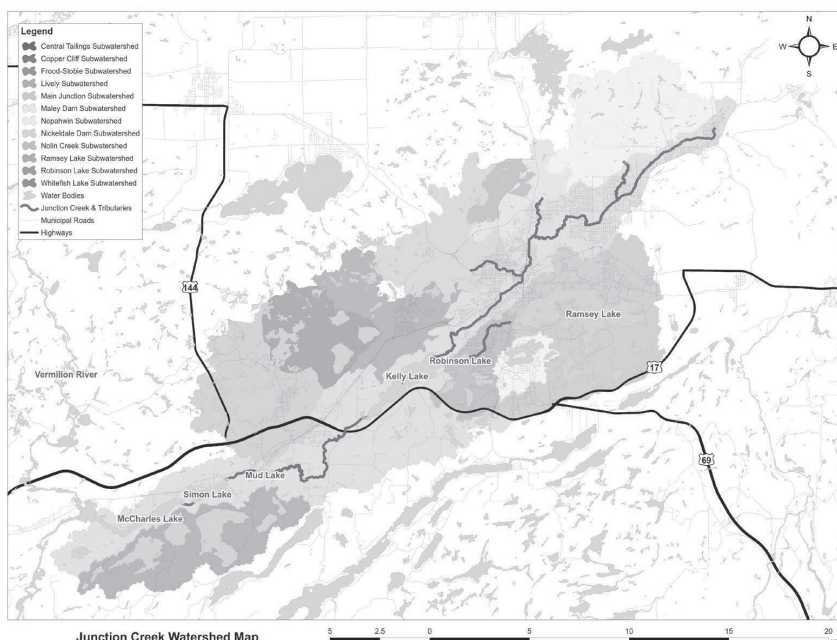 Legend
Central Tailings Subwatershed
Copper Cliff Subwatershed
Frood-Stobie Subwatershed
Lively Subwatershed
Main Junction Subwatershed
Maley Dam Subwatershed
Nepahwin Subwatershed
Nickeldale Dam Subwatershed
Nolin Creek Subwatershed
Ramsey Lake Subwatershed
Robinson Lake Subwatershed
Whitefish Lake Subwatershed
Water Bodies
Junction Creek & Tributaries
Municipal Roads
Highways
N
W E
S
144
Ramsey Lake
Robinson Lake
17
Vermilion River
Kelly Lake
69
Mud Lake
Simon Lake
McCharles Lake
Junction Creek Watershed Map
5 2.5 0 5 10 15 20